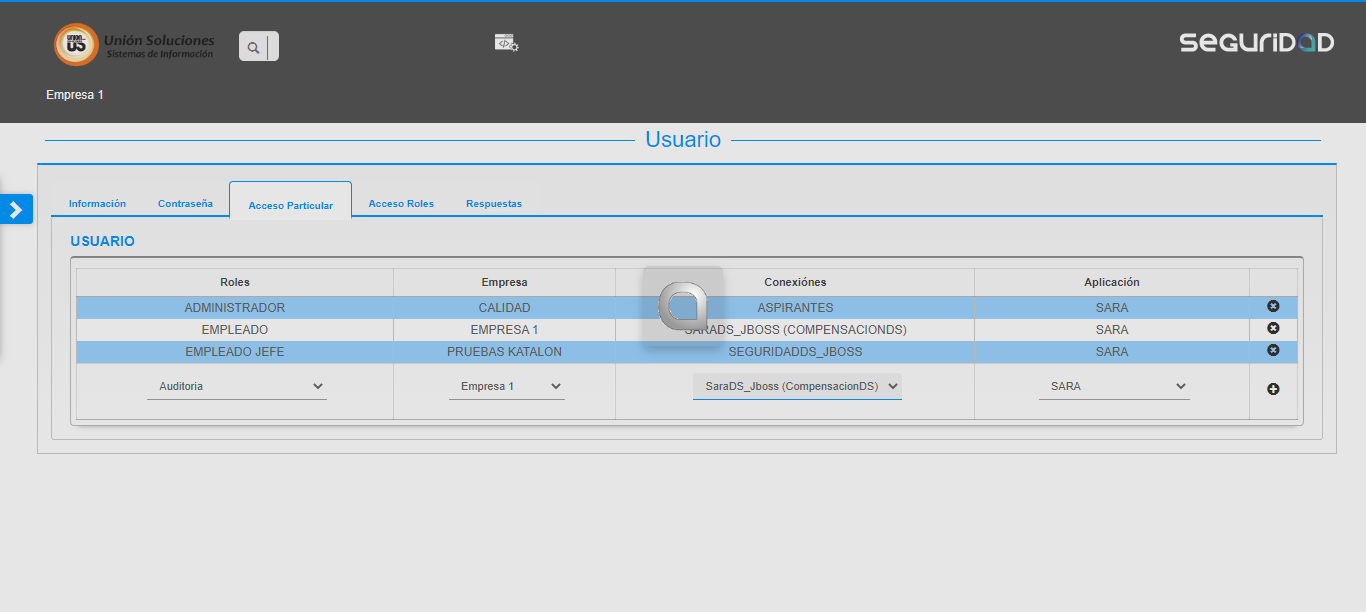 UNION
US
Unión Soluciones
Sistemas de Información
SEGURIDAD
Empresa 1
Usuario
Información Contraseña Acceso Particular Acceso Roles Respuestas
USUARIO
Roles Empresa Conexiónes Aplicación
ADMINISTRADOR CALIDAD ASPIRANTES SARA
EMPLEADO EMPRESA 1 SARADS_JBOSS (COMPENSACIONDS) SARA
EMPLEADO JEFE PRUEBAS KATALON SEGURIDADDS_JBOSS SARA
Auditoria Empresa 1 SaraDS_Jboss (CompensacionDS) SARA